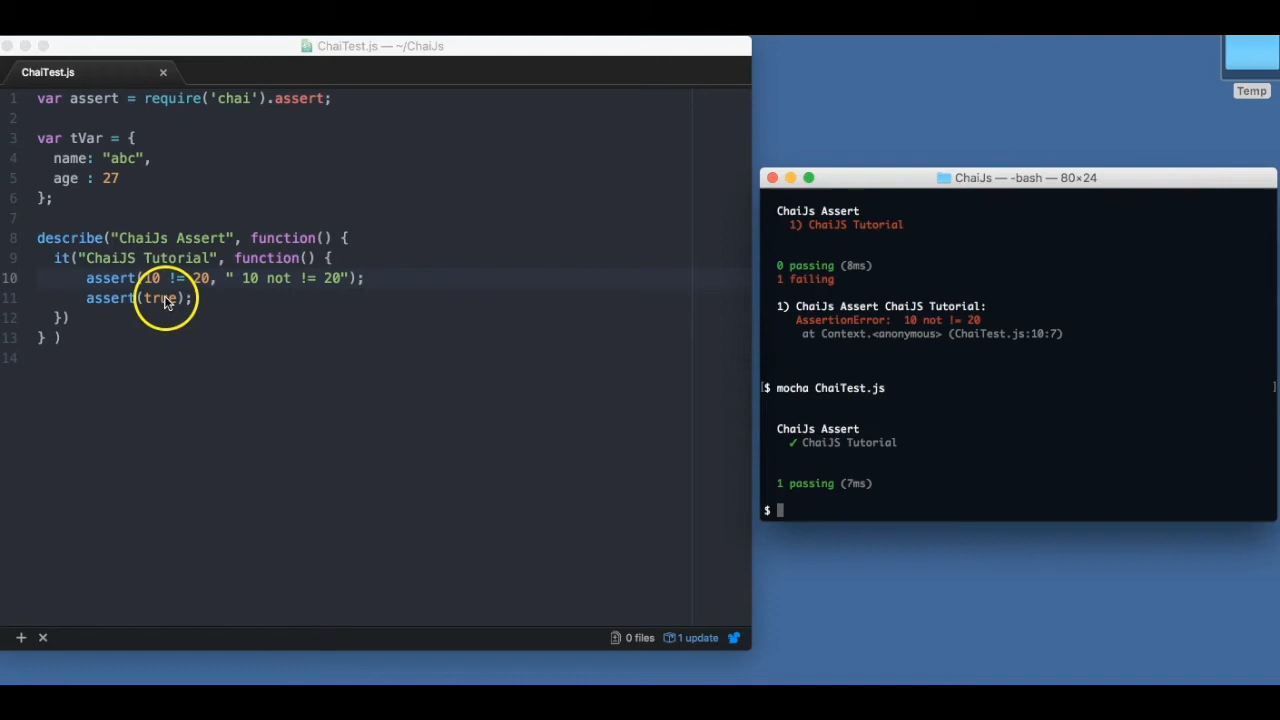 ChaiTest.js — ~/ChaiJs
ChaiTest.js
1 var assert = require('chai').assert;
2
3 var tVar = {
4 name: "abc",
5 age : 27
6 };
7
8 describe("ChaiJs Assert", function() {
9 it("ChaiJS Tutorial", function() {
10 assert(10 != 20, " 10 not != 20");
11 assert(true);
12 })
13 } )
14
0 files 1 update
Temp
ChaiJs — -bash — 80×24
ChaiJs Assert
1) ChaiJS Tutorial
0 passing (8ms)
1 failing
1) ChaiJs Assert ChaiJS Tutorial:
AssertionError: 10 not != 20
at Context.<anonymous> (ChaiTest.js:10:7)
[$ mocha ChaiTest.js ]
ChaiJs Assert
✓ ChaiJS Tutorial
1 passing (7ms)
$